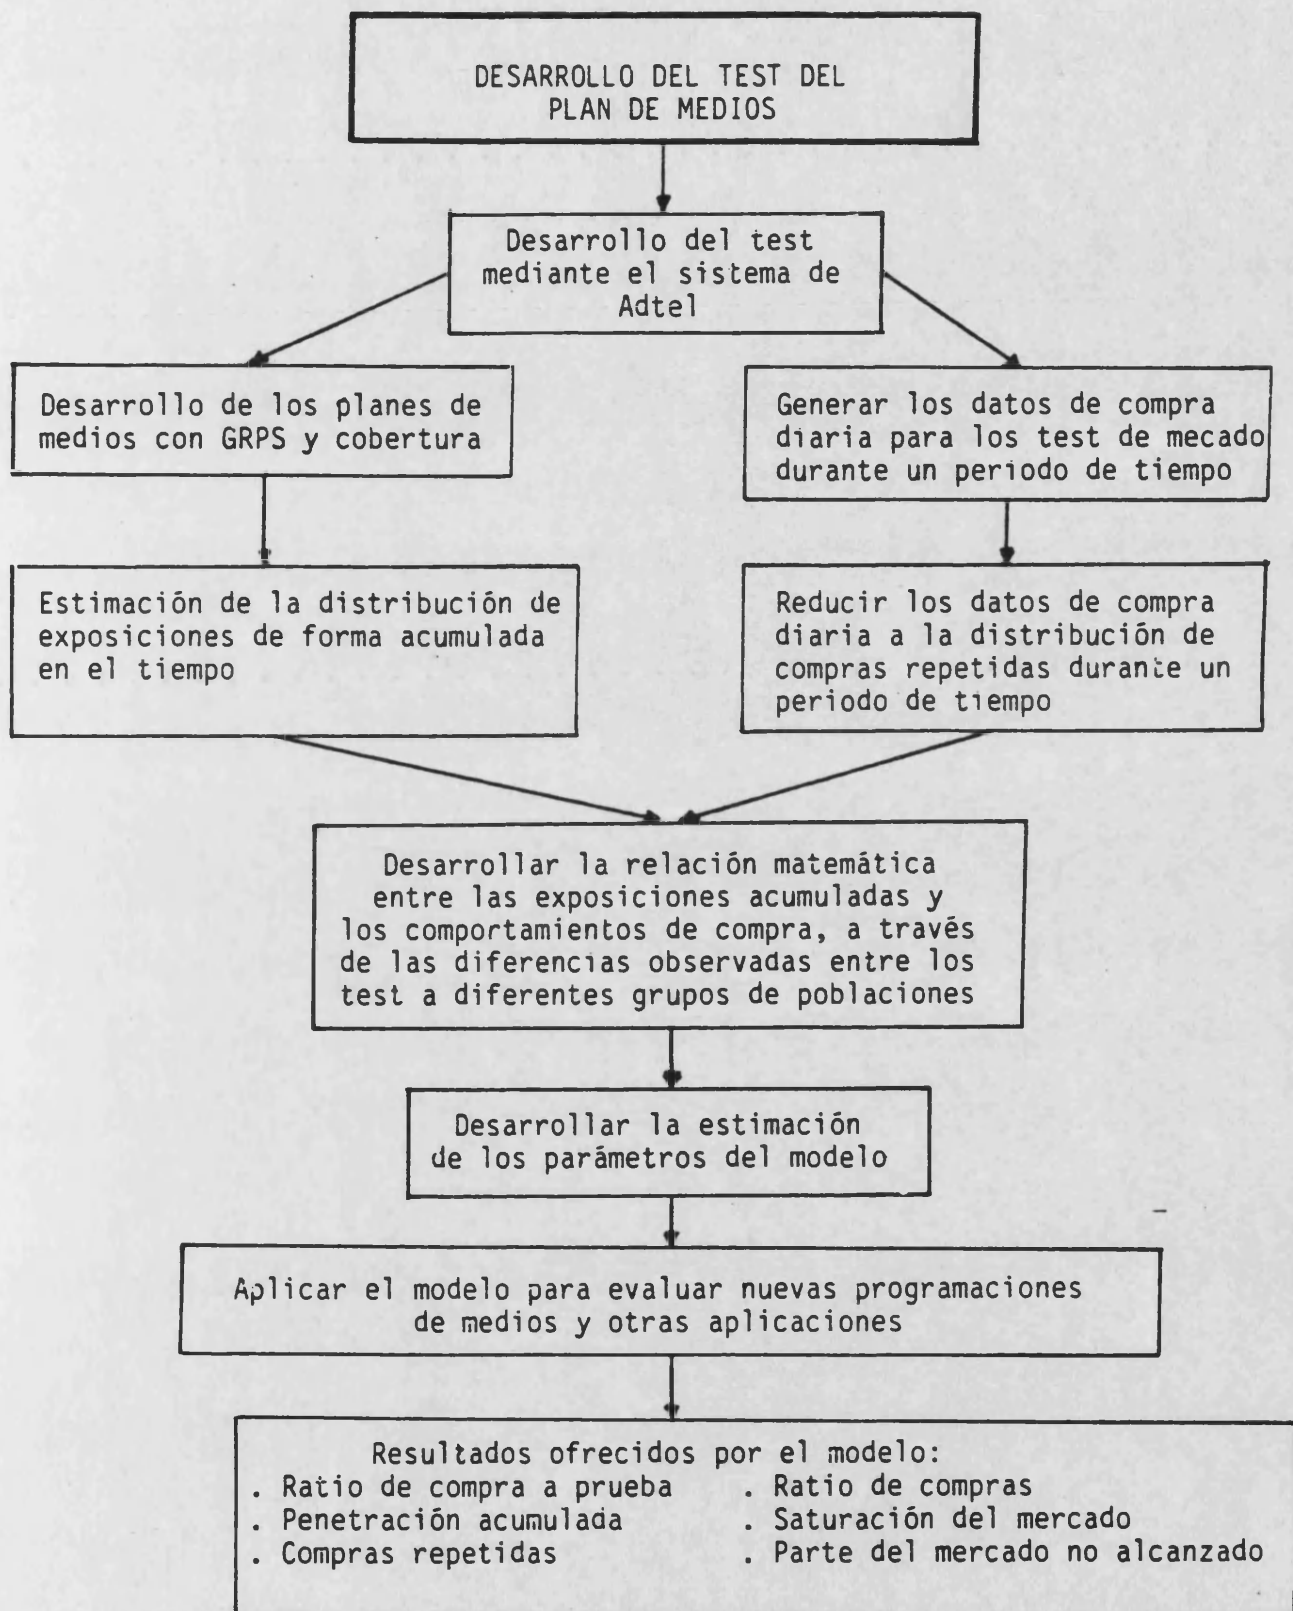 DESARROLLO DEL TEST DEL
PLAN DE MEDIOS
Desarrollo del test
mediante el sistema de
Adtel
Desarrollo de los planes de
medios con GRPS y cobertura
Generar los datos de compra
diaria para los test de mecado
durante un periodo de tiempo
Estimación de la distribución de
exposiciones de forma acumulada
en el tiempo
Reducir los datos de compra
diaria a la distribución de
compras repetidas durante un
periodo de tiempo
Desarrollar la relación matemática
entre las exposiciones acumuladas y
los comportamientos de compra, a través
de las diferencias observadas entre los
test a diferentes grupos de poblaciones
Desarrollar la estimación
de los parámetros del modelo
Aplicar el modelo para evaluar nuevas programaciones
de medios y otras aplicaciones
Resultados ofrecidos por el modelo:
. Ratio de compra a prueba . Ratio de compras
. Penetración acumulada . Saturación del mercado
. Compras repetidas . Parte del mercado no alcanzado